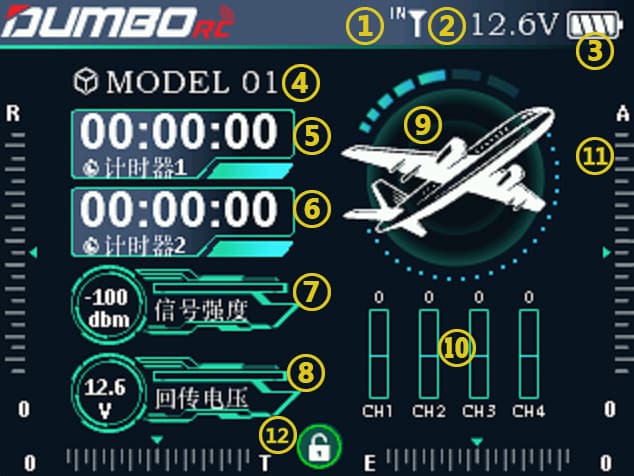 DUMBORC ① IN ② 12.6V ③
MODEL 01 ④
R
A
00:00:00 ⑤
计时器1
00:00:00 ⑥
计时器2
⑨
⑪
-100
dbm
信号强度 ⑦
12.6
V
回传电压 ⑧
0 0 0 0
⑩
CH1 CH2 CH3 CH4
0
0
⑫
0 T E 0